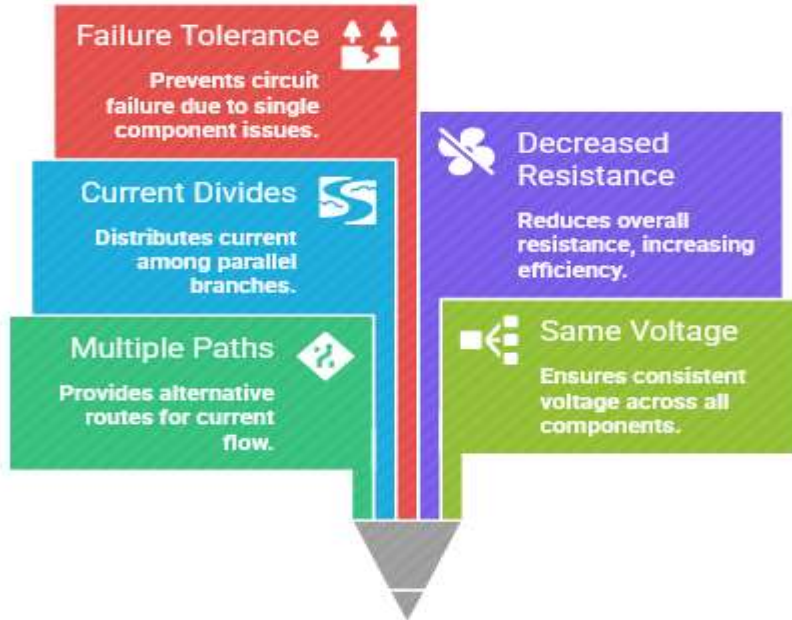 Failure Tolerance
Prevents circuit
failure due to single
component issues.
Current Divides
Distributes current
among parallel
branches.
Multiple Paths
Provides alternative
routes for current
flow.
Decreased
Resistance
Reduces overall
resistance, increasing
efficiency.
Same Voltage
Ensures consistent
voltage across all
components.